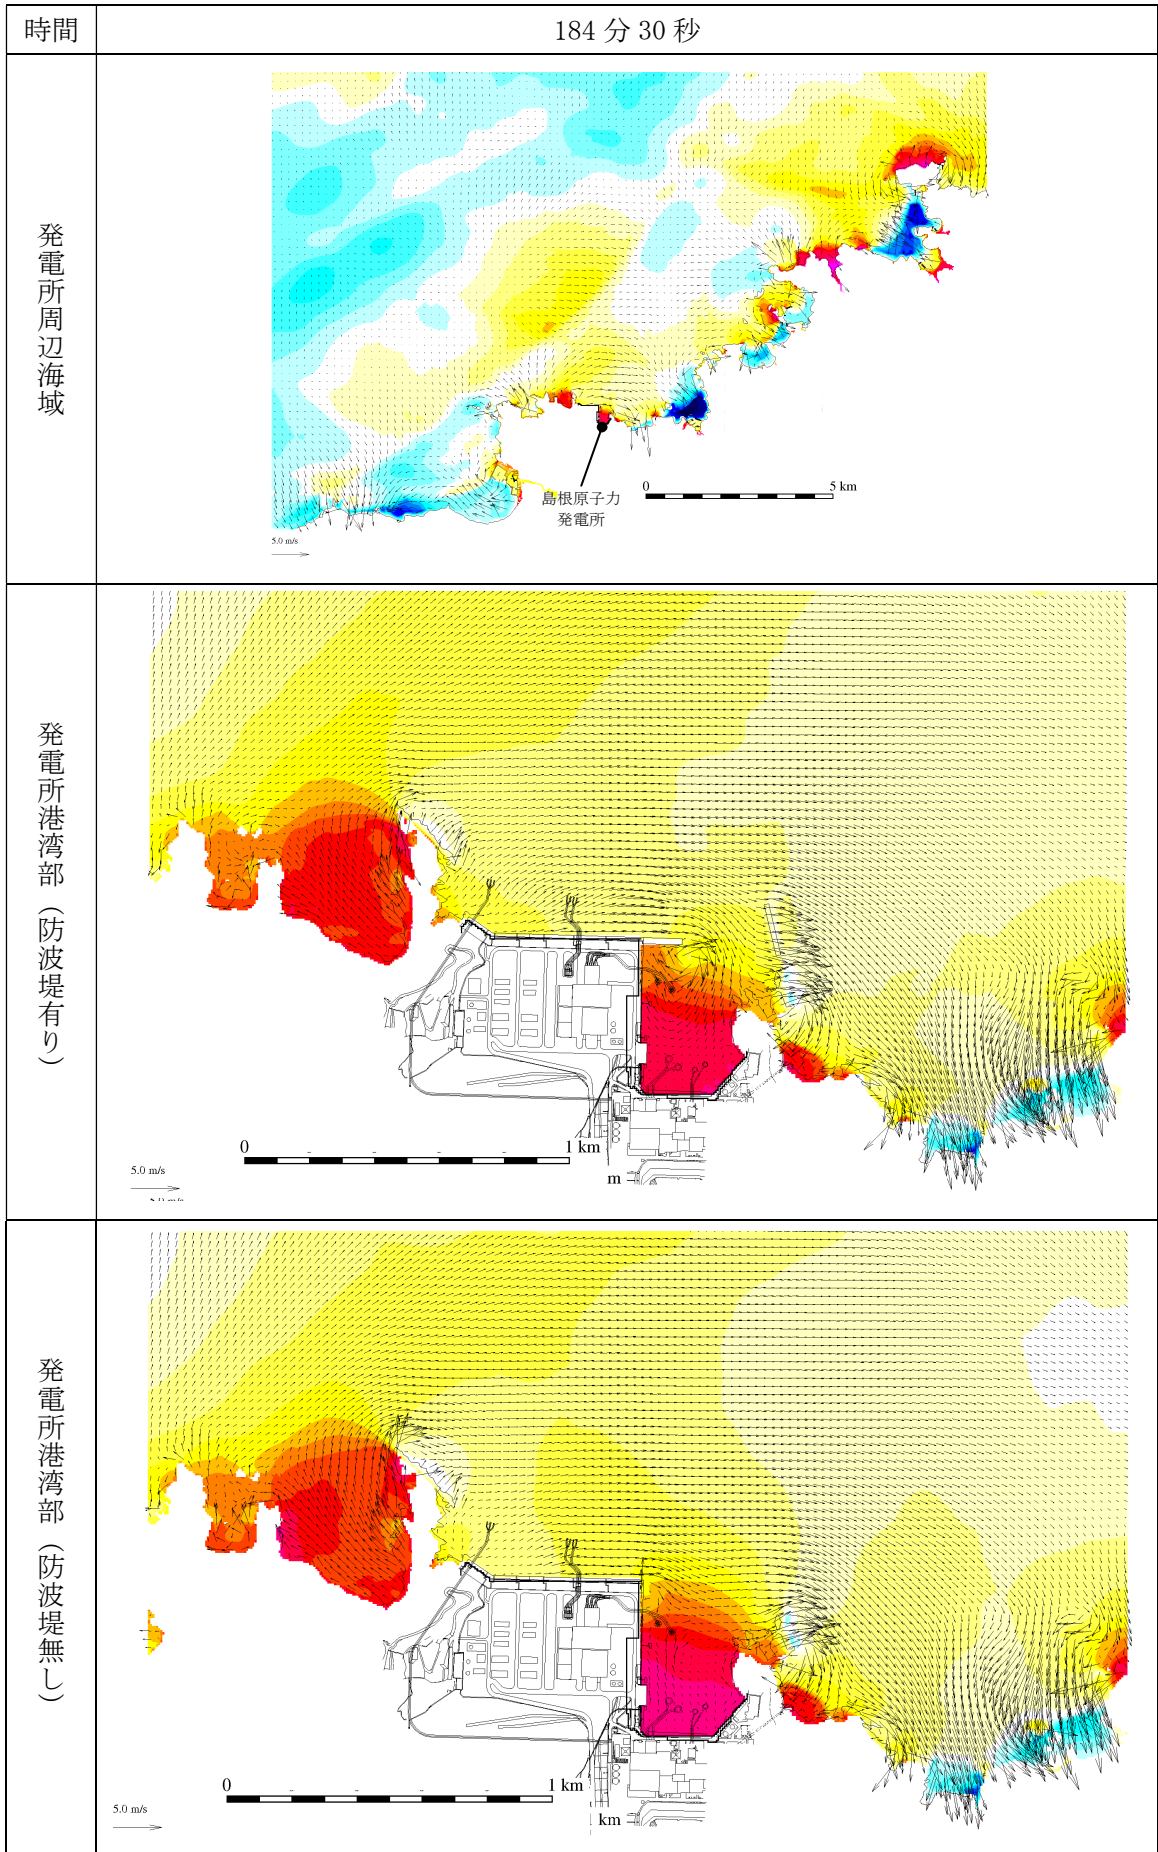 時間
184 分 30 秒
発電所周辺海域
島根原子力
発電所
0
5 km
5.0 m/s
発電所港湾部（防波堤有り）
0
1 km
m
5.0 m/s
発電所港湾部（防波堤無し）
0
1 km
km
5.0 m/s